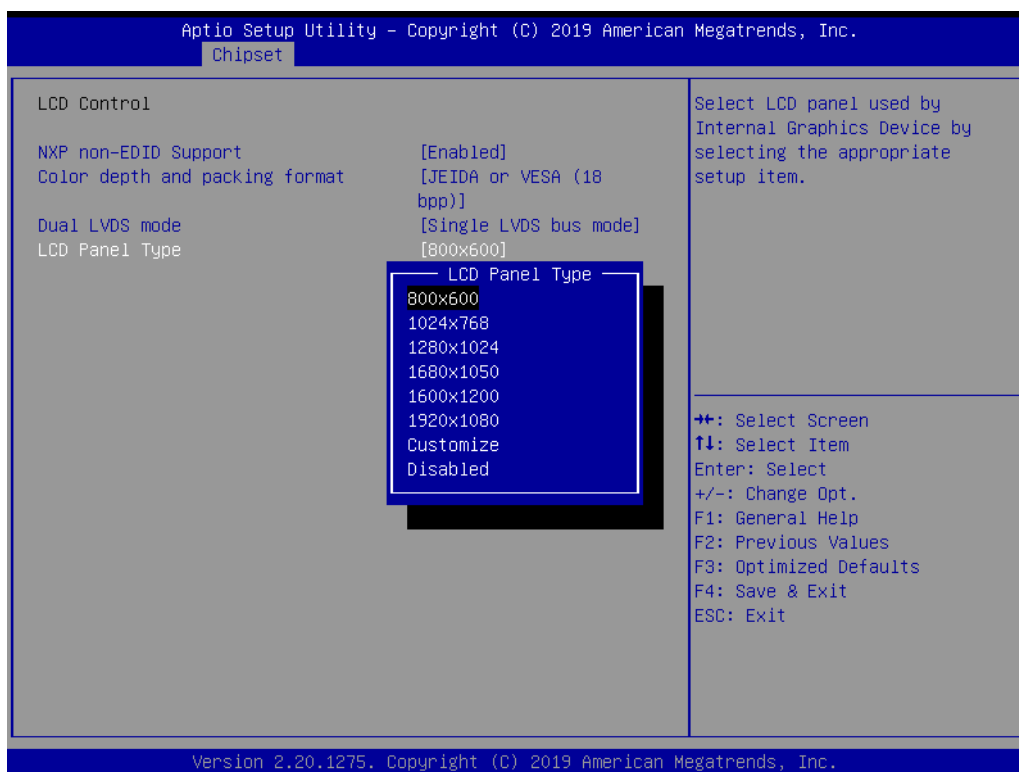 Aptio Setup Utility – Copyright (C) 2019 American Megatrends, Inc.
Chipset
LCD Control
NXP non-EDID Support [Enabled]
Color depth and packing format [JEIDA or VESA (18
bpp)]
Dual LVDS mode [Single LVDS bus mode]
LCD Panel Type [800x600]
LCD Panel Type
800x600
1024x768
1280x1024
1680x1050
1600x1200
1920x1080
Customize
Disabled
Select LCD panel used by
Internal Graphics Device by
selecting the appropriate
setup item.
→←: Select Screen
↑↓: Select Item
Enter: Select
+/-: Change Opt.
F1: General Help
F2: Previous Values
F3: Optimized Defaults
F4: Save & Exit
ESC: Exit
Version 2.20.1275. Copyright (C) 2019 American Megatrends, Inc.